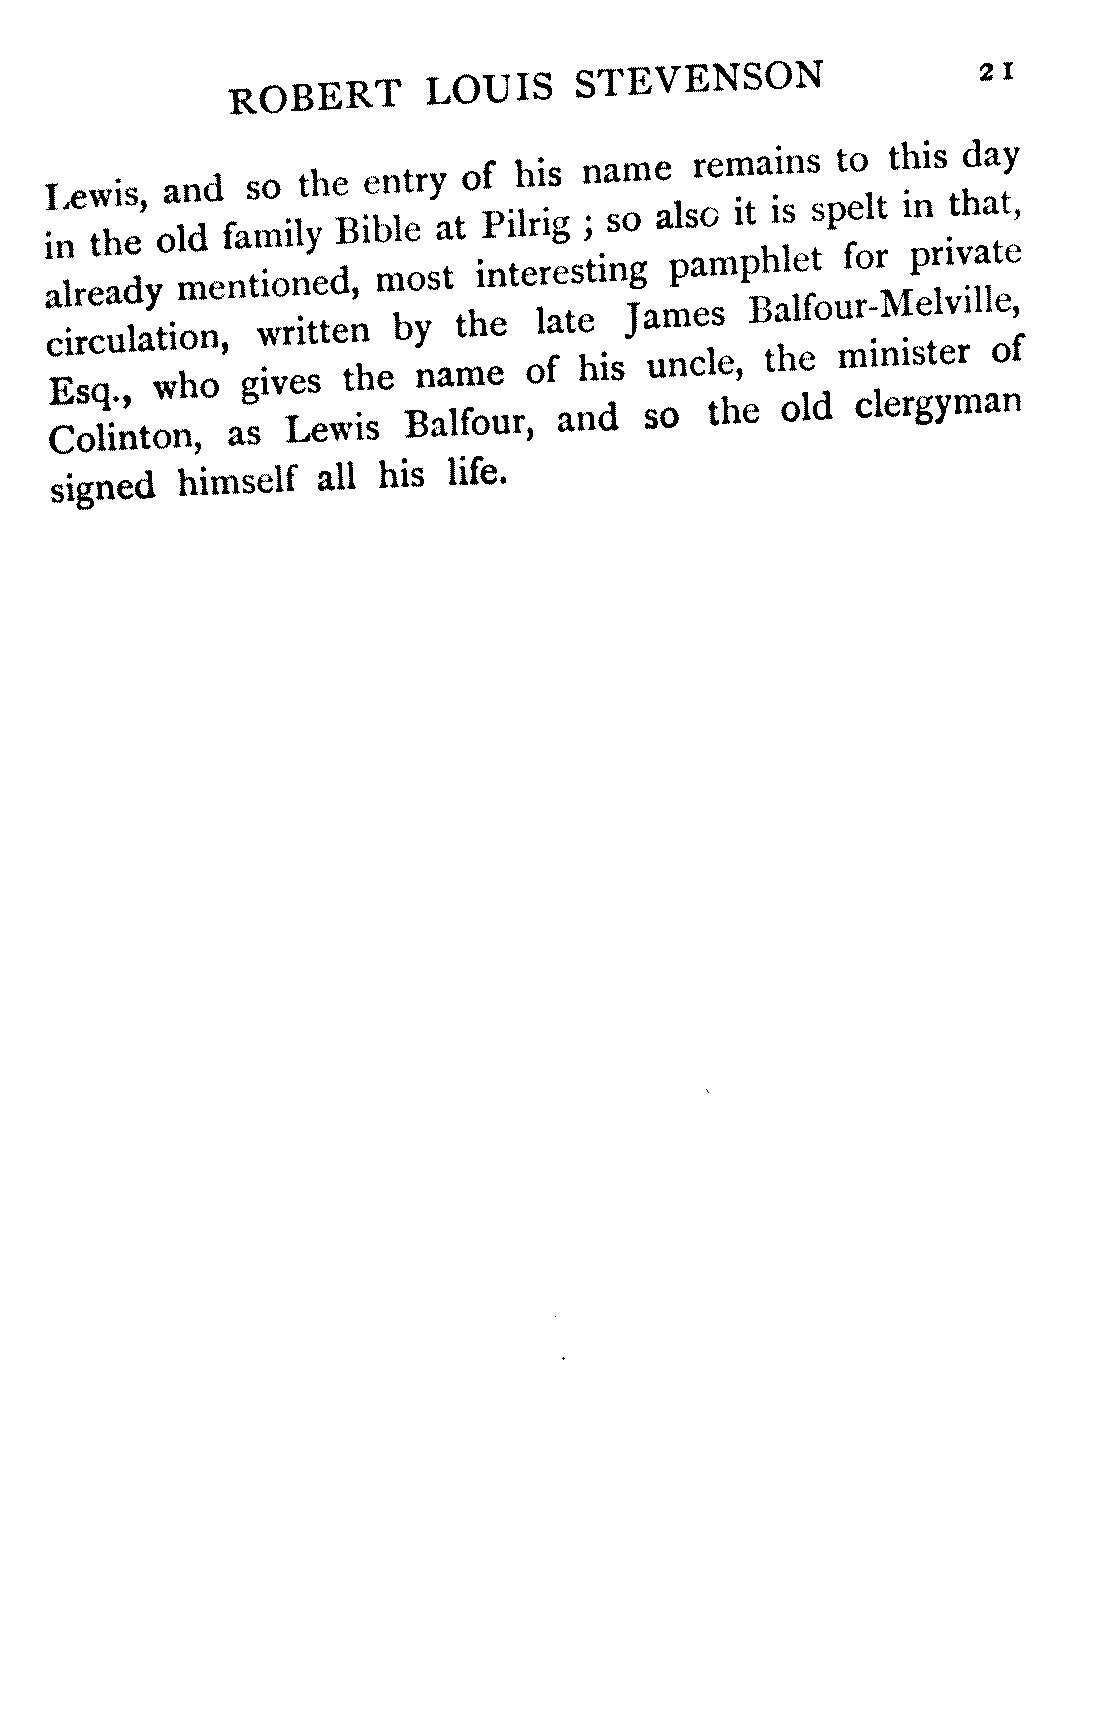 ROBERT LOUIS STEVENSON 21
Lewis, and so the entry of his name remains to this day
in the old family Bible at Pilrig ; so also it is spelt in that,
already mentioned, most interesting pamphlet for private
circulation, written by the late James Balfour-Melville,
Esq., who gives the name of his uncle, the minister of
Colinton, as Lewis Balfour, and so the old clergyman
signed himself all his life.